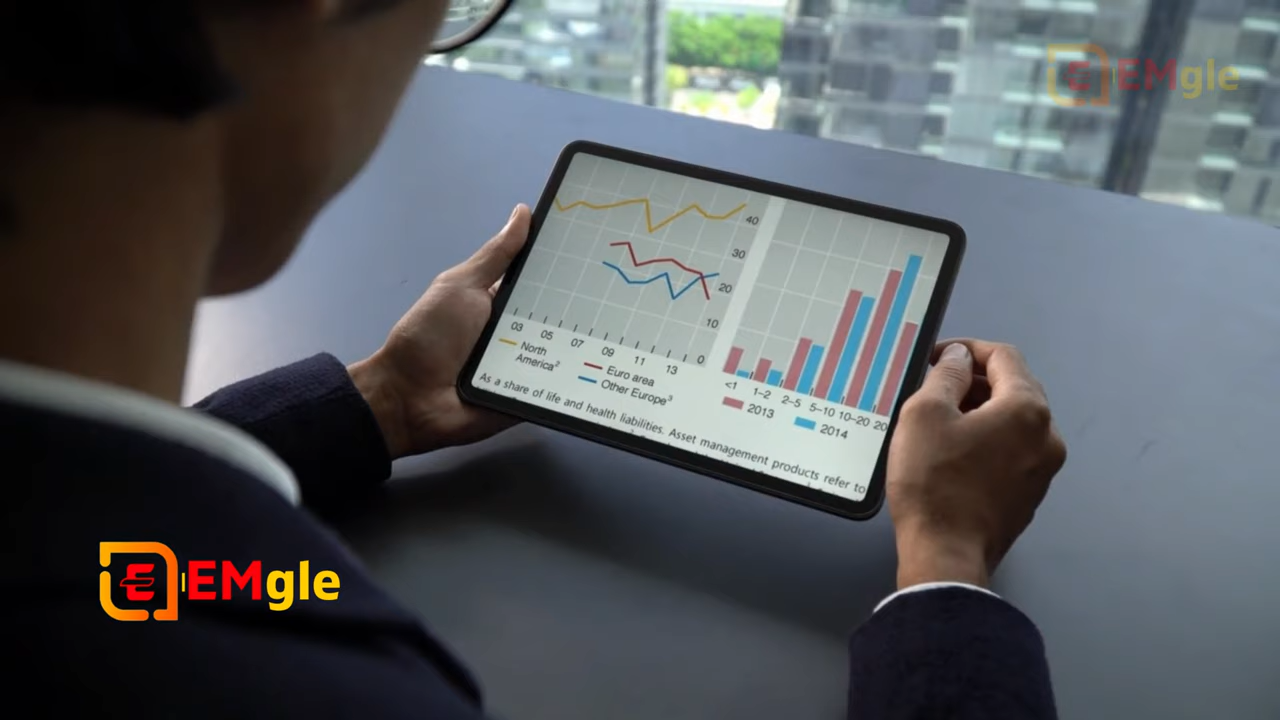 EMgle
40
30
20
10
0
03 05 07 09 11 13
North
America²
Euro area
Other Europe³
<1 1–2 2–5 5–10 10–20 20
2013
2014
As a share of life and health liabilities. Asset management products refer to
EMgle